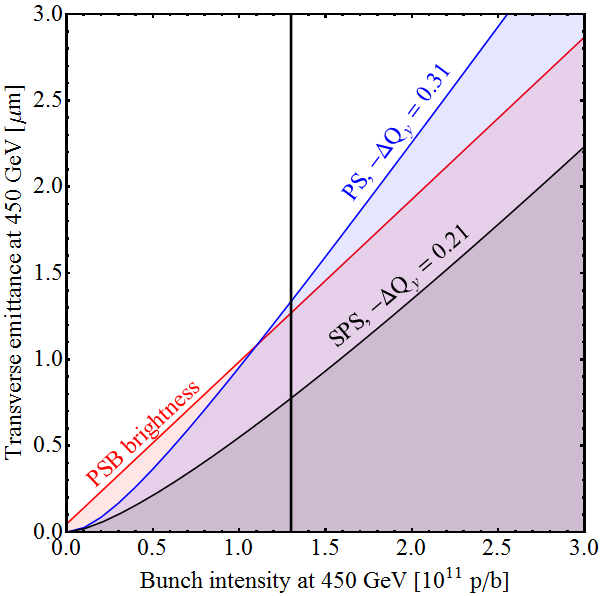 3.0
2.5
2.0
1.5
1.0
0.5
0.0
Transverse emittance at 450 GeV [μm]
PS, −ΔQy = 0.31
SPS, −ΔQy = 0.21
PSB brightness
0.0 0.5 1.0 1.5 2.0 2.5 3.0
Bunch intensity at 450 GeV [10¹¹ p/b]